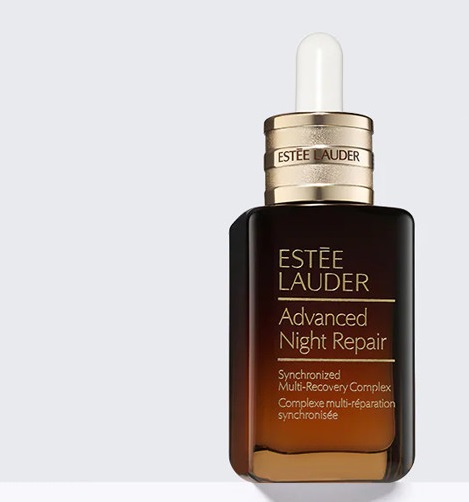 ESTĒE LAUDER
ESTĒE
LAUDER
Advanced
Night Repair
Synchronized
Multi-Recovery Complex
Complexe multi-réparation
synchronisée